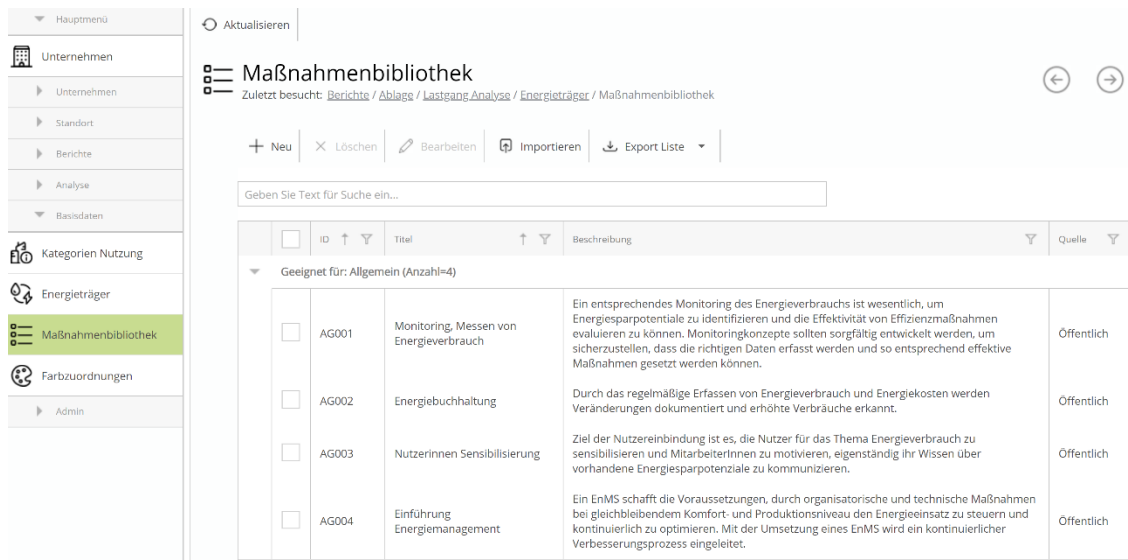 Hauptmenü
Unternehmen
Unternehmen
Standort
Berichte
Analyse
Basisdaten
Kategorien Nutzung
Energieträger
Maßnahmenbibliothek
Farbzuordnungen
Admin
Aktualisieren
Maßnahmenbibliothek
Zuletzt besucht: Berichte / Ablage / Lastgang Analyse / Energieträger / Maßnahmenbibliothek
Neu Löschen Bearbeiten Importieren Export Liste
Geben Sie Text für Suche ein...
ID Titel Beschreibung Quelle
Geeignet für: Allgemein (Anzahl=4)
AG001
Monitoring, Messen von
Energieverbrauch
Ein entsprechendes Monitoring des Energieverbrauchs ist wesentlich, um
Energiesparpotentiale zu identifizieren und die Effektivität von Effizienzmaßnahmen
evaluieren zu können. Monitoringkonzepte sollten sorgfältig entwickelt werden, um
sicherzustellen, dass die richtigen Daten erfasst werden und so entsprechend effektive
Maßnahmen gesetzt werden können.
Öffentlich
AG002
Energiebuchhaltung
Durch das regelmäßige Erfassen von Energieverbrauch und Energiekosten werden
Veränderungen dokumentiert und erhöhte Verbräuche erkannt.
Öffentlich
AG003
Nutzerinnen Sensibilisierung
Ziel der Nutzereinbindung ist es, die Nutzer für das Thema Energieverbrauch zu
sensibilisieren und MitarbeiterInnen zu motivieren, eigenständig ihr Wissen über
vorhandene Energiesparpotenziale zu kommunizieren.
Öffentlich
AG004
Einführung
Energiemanagement
Ein EnMS schafft die Voraussetzungen, durch organisatorische und technische Maßnahmen
bei gleichbleibendem Komfort- und Produktionsniveau den Energieeinsatz zu steuern und
kontinuierlich zu optimieren. Mit der Umsetzung eines EnMS wird ein kontinuierlicher
Verbesserungsprozess eingeleitet.
Öffentlich